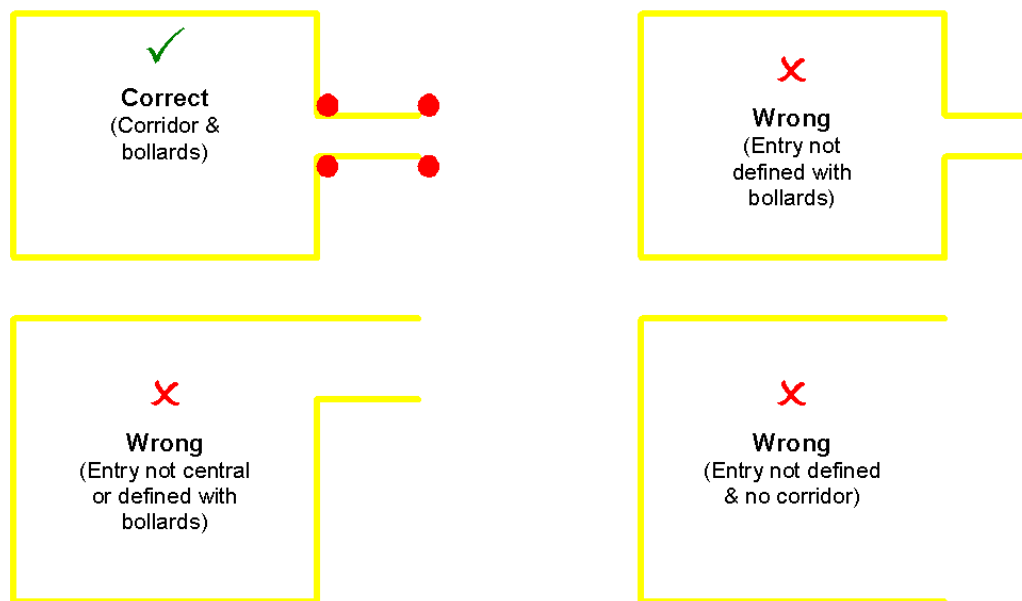 Correct
(Corridor &
bollards)
Wrong
(Entry not
defined with
bollards)
Wrong
(Entry not central
or defined with
bollards)
Wrong
(Entry not defined
& no corridor)